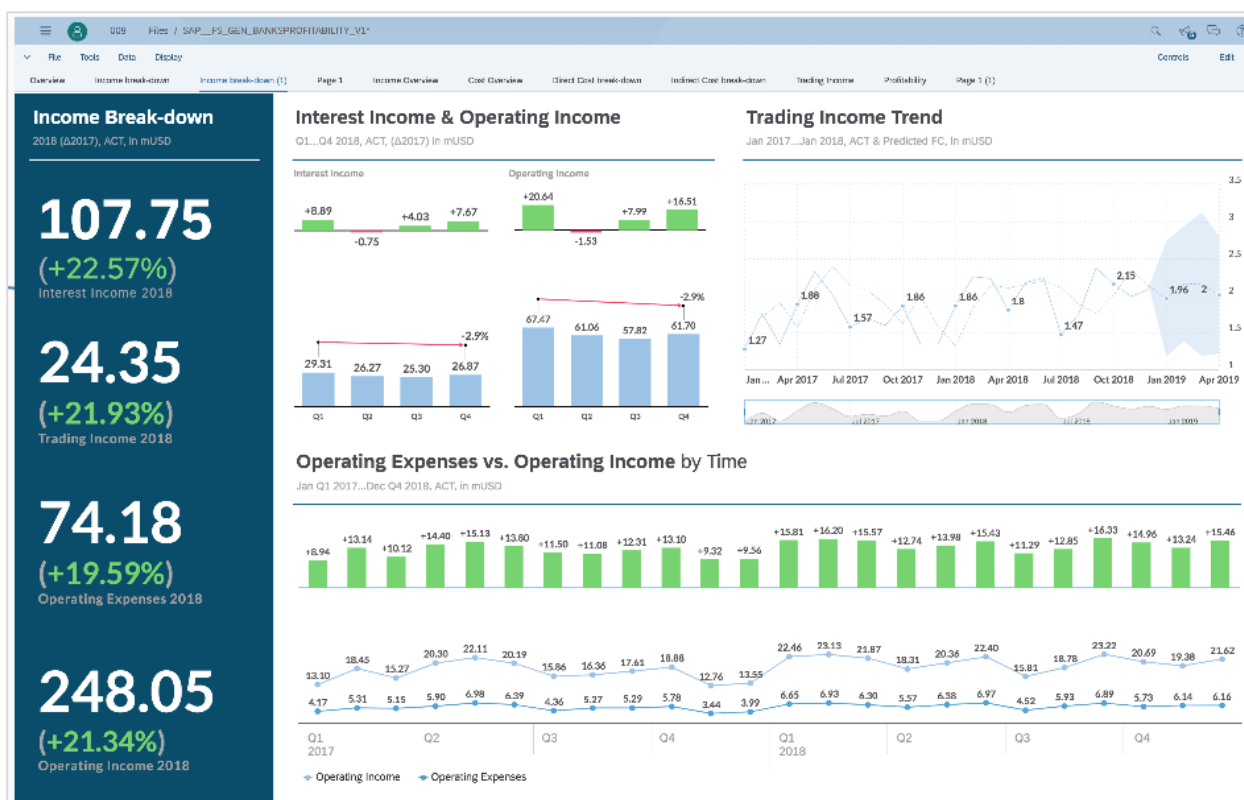 009 Files / SAP__FS_GEN_BANKSPROFITABILITY_V1*
File Tools Data Display Controls Edit
Overview Income break-down Income break-down (1) Page 1 Income Overview Cost Overview Direct Cost break-down Indirect Cost break-down Trading Income Profitability Page 1 (1)
Income Break-down
2018 (Δ2017), ACT, in mUSD
107.75
(+22.57%)
Interest Income 2018
24.35
(+21.93%)
Trading Income 2018
74.18
(+19.59%)
Operating Expenses 2018
248.05
(+21.34%)
Operating Income 2018
Interest Income & Operating Income
Q1...Q4 2018, ACT, (Δ2017) In mUSD
Interest Income
+8.89 -0.75 +4.03 +7.67
-2.9%
29.31 26.27 25.30 26.87
Q1 Q2 Q3 Q4
Operating Income
+20.64 -1.53 +7.99 +16.51
-2.9%
67.47 61.06 57.82 61.70
Q1 Q2 Q3 Q4
Trading Income Trend
Jan 2017...Jan 2018, ACT & Predicted FC, In mUSD
3.5
3
2.5
2
1.5
1
1.27 1.88 1.57 1.86 1.86 1.8 1.47 2.15 1.96 2
Jan ... Apr 2017 Jul 2017 Oct 2017 Jan 2018 Apr 2018 Jul 2018 Oct 2018 Jan 2019 Apr 2019
Jul 2017 Jan 2018 Jul 2018 Jan 2019
Operating Expenses vs. Operating Income by Time
Jan Q1 2017...Dec Q4 2018, ACT, in mUSD
+8.94 +13.14 +10.12 +14.40 +15.13 +13.80 +11.50 +11.08 +12.31 +13.10 +9.32 +9.56 +15.81 +16.20 +15.57 +12.74 +13.98 +15.43 +11.29 +12.85 +16.33 +14.96 +13.24 +15.46
13.10 18.45 15.27 20.30 22.11 20.19 15.86 16.36 17.61 18.88 12.76 13.55 22.46 23.13 21.87 18.31 20.36 22.40 15.81 18.78 23.22 20.69 19.38 21.62
4.17 5.31 5.15 5.90 6.98 6.39 4.36 5.27 5.29 5.78 3.44 3.99 6.65 6.93 6.30 5.57 6.38 6.97 4.52 5.93 6.89 5.73 6.14 6.16
Q1 Q2 Q3 Q4 Q1 Q2 Q3 Q4
2017 2018
Operating Income Operating Expenses